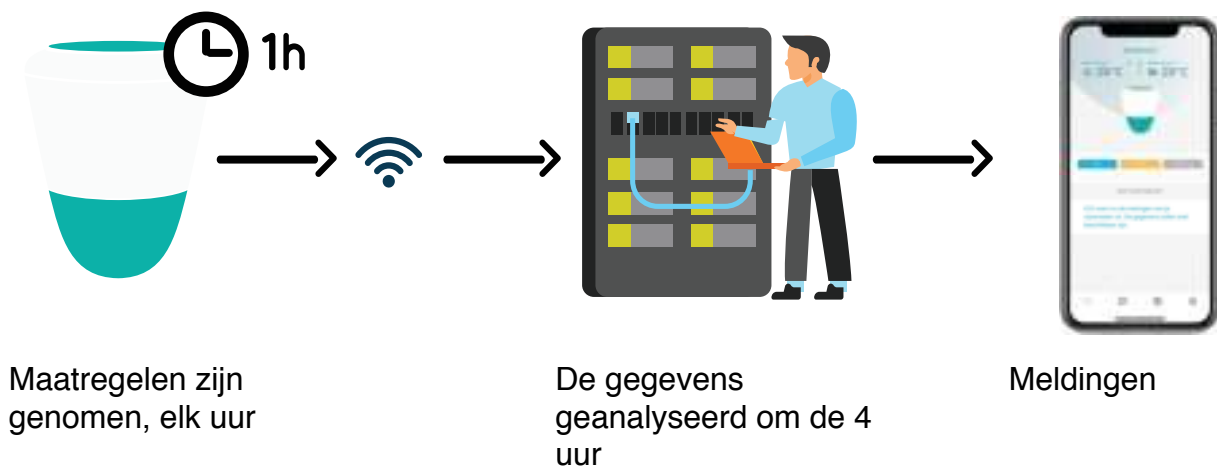 1h
Maatregelen zijn
genomen, elk uur
De gegevens
geanalyseerd om de 4
uur
Meldingen